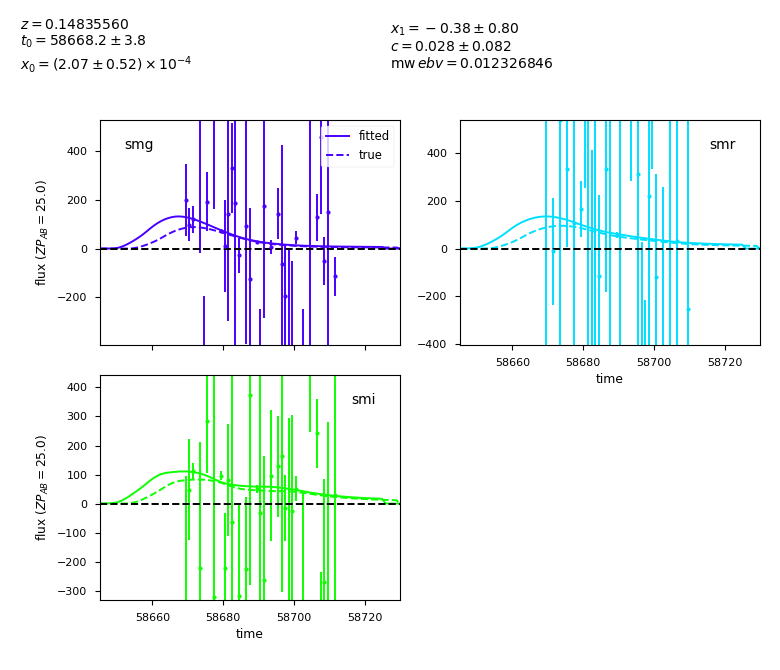 z = 0.14835560
t₀ = 58668.2 ± 3.8
x₀ = (2.07 ± 0.52) × 10⁻⁴
x₁ = −0.38 ± 0.80
c = 0.028 ± 0.082
mw ebv = 0.012326846
smg
fitted
true
flux (ZP_AB = 25.0)
400
200
0
−200
smr
400
200
0
−200
−400
58660 58680 58700 58720
time
smi
flux (ZP_AB = 25.0)
400
300
200
100
0
−100
−200
−300
58660 58680 58700 58720
time